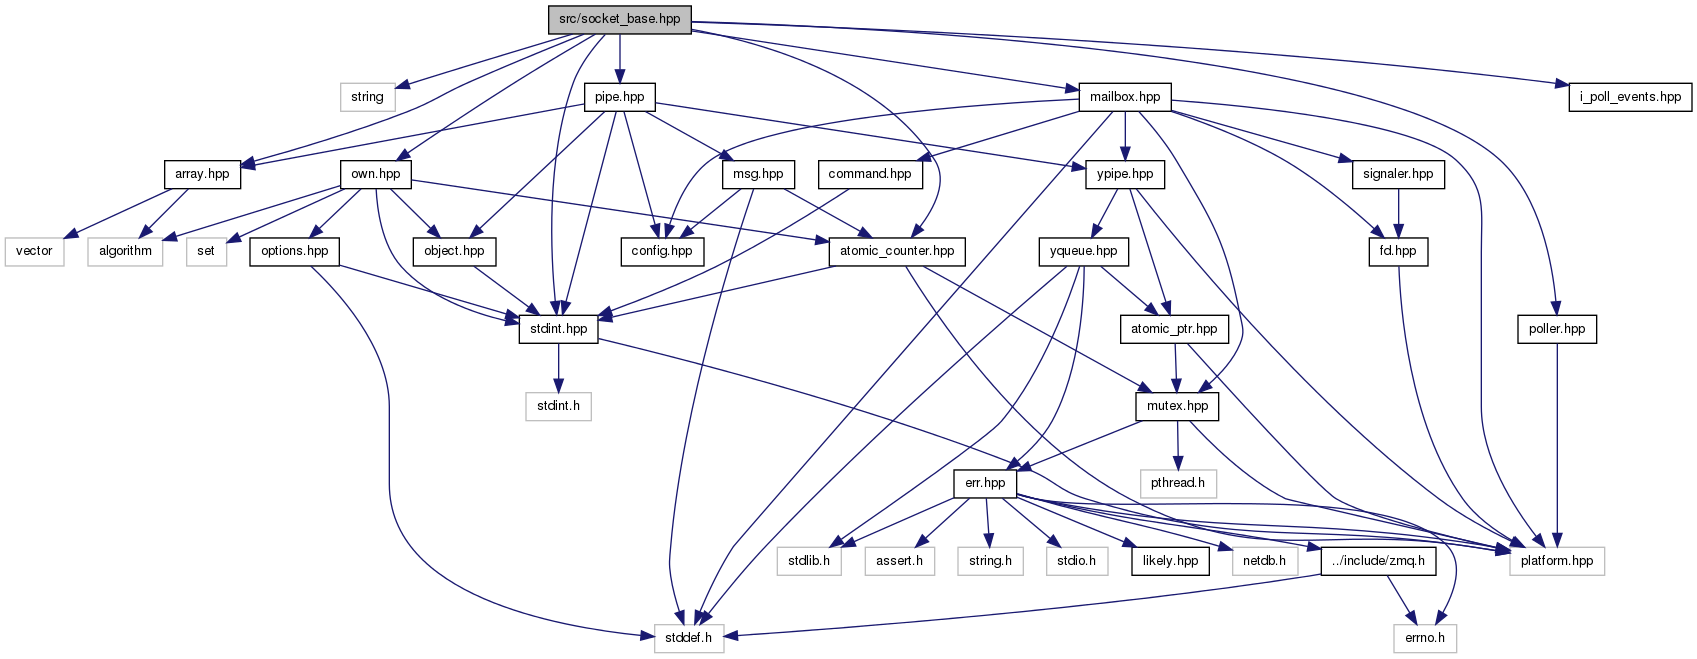 src/socket_base.hpp
string
pipe.hpp
mailbox.hpp
i_poll_events.hpp
array.hpp
own.hpp
msg.hpp
command.hpp
ypipe.hpp
signaler.hpp
vector
algorithm
set
options.hpp
object.hpp
config.hpp
atomic_counter.hpp
yqueue.hpp
fd.hpp
stdint.hpp
atomic_ptr.hpp
poller.hpp
stdint.h
mutex.hpp
err.hpp
pthread.h
stdlib.h
assert.h
string.h
stdio.h
likely.hpp
netdb.h
../include/zmq.h
platform.hpp
stddef.h
errno.h